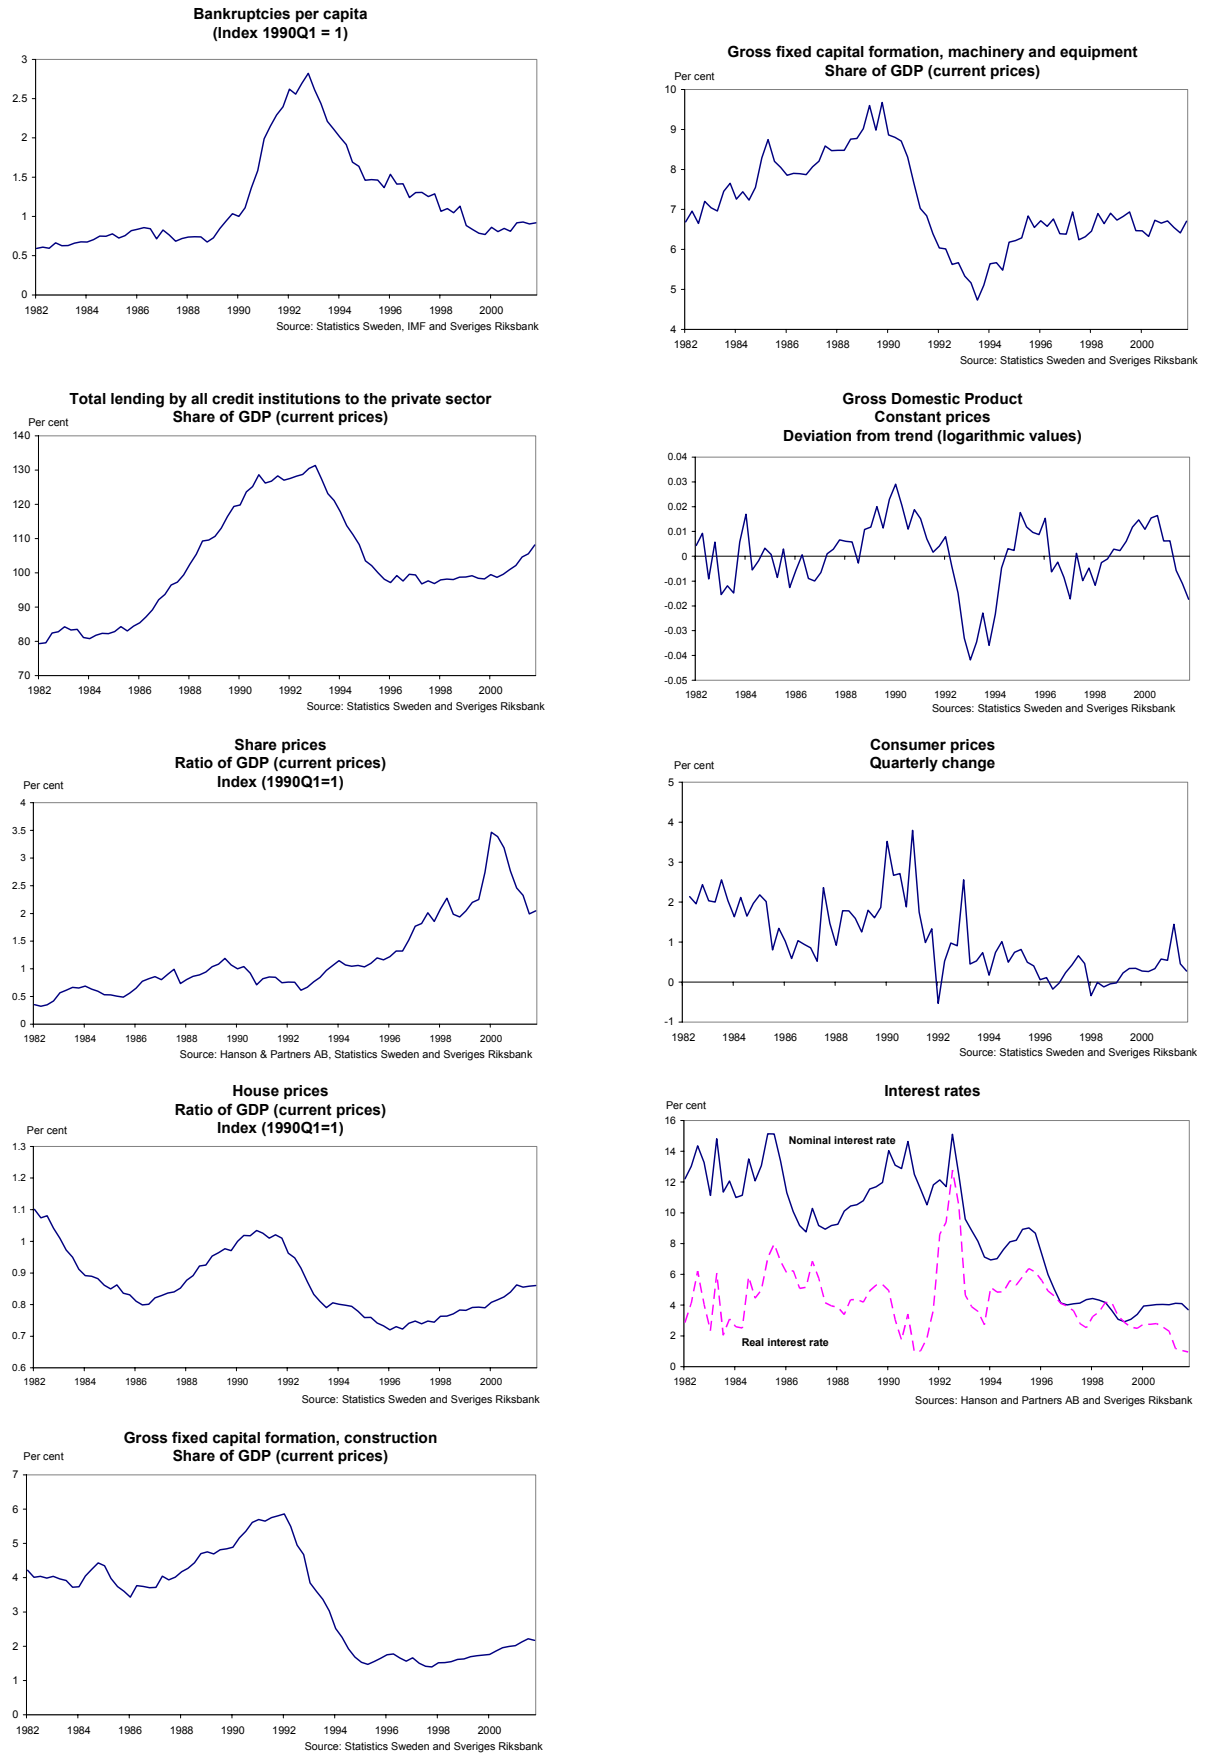 Bankruptcies per capita
(Index 1990Q1 = 1)
3
2.5
2
1.5
1
0.5
0
1982 1984 1986 1988 1990 1992 1994 1996 1998 2000
Source: Statistics Sweden, IMF and Sveriges Riksbank
Gross fixed capital formation, machinery and equipment
Share of GDP (current prices)
Per cent
10
9
8
7
6
5
4
1982 1984 1986 1988 1990 1992 1994 1996 1998 2000
Source: Statistics Sweden and Sveriges Riksbank
Total lending by all credit institutions to the private sector
Share of GDP (current prices)
Per cent
140
130
120
110
100
90
80
70
1982 1984 1986 1988 1990 1992 1994 1996 1998 2000
Source: Statistics Sweden and Sveriges Riksbank
Gross Domestic Product
Constant prices
Deviation from trend (logarithmic values)
0.04
0.03
0.02
0.01
0
-0.01
-0.02
-0.03
-0.04
-0.05
1982 1984 1986 1988 1990 1992 1994 1996 1998 2000
Sources: Statistics Sweden and Sveriges Riksbank
Share prices
Ratio of GDP (current prices)
Index (1990Q1=1)
Per cent
4
3.5
3
2.5
2
1.5
1
0.5
0
1982 1984 1986 1988 1990 1992 1994 1996 1998 2000
Source: Hanson & Partners AB, Statistics Sweden and Sveriges Riksbank
Consumer prices
Quarterly change
Per cent
5
4
3
2
1
0
-1
1982 1984 1986 1988 1990 1992 1994 1996 1998 2000
Source: Statistics Sweden and Sveriges Riksbank
House prices
Ratio of GDP (current prices)
Index (1990Q1=1)
Per cent
1.3
1.2
1.1
1
0.9
0.8
0.7
0.6
1982 1984 1986 1988 1990 1992 1994 1996 1998 2000
Source: Statistics Sweden and Sveriges Riksbank
Interest rates
Per cent
16
14
12
10
8
6
4
2
0
Nominal interest rate
Real interest rate
1982 1984 1986 1988 1990 1992 1994 1996 1998 2000
Sources: Hanson and Partners AB and Sveriges Riksbank
Gross fixed capital formation, construction
Share of GDP (current prices)
Per cent
7
6
5
4
3
2
1
0
1982 1984 1986 1988 1990 1992 1994 1996 1998 2000
Source: Statistics Sweden and Sveriges Riksbank